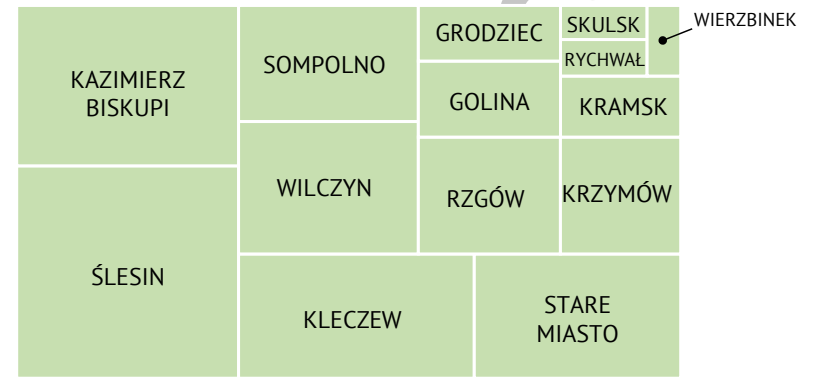 KAZIMIERZ
BISKUPI
ŚLESIN
SOMPOLNO
WILCZYN
KLECZEW
STARE
MIASTO
GRODZIEC
GOLINA
RZGÓW
SKULSK
RYCHWAŁ
WIERZBINEK
KRAMSK
KRZYMÓW